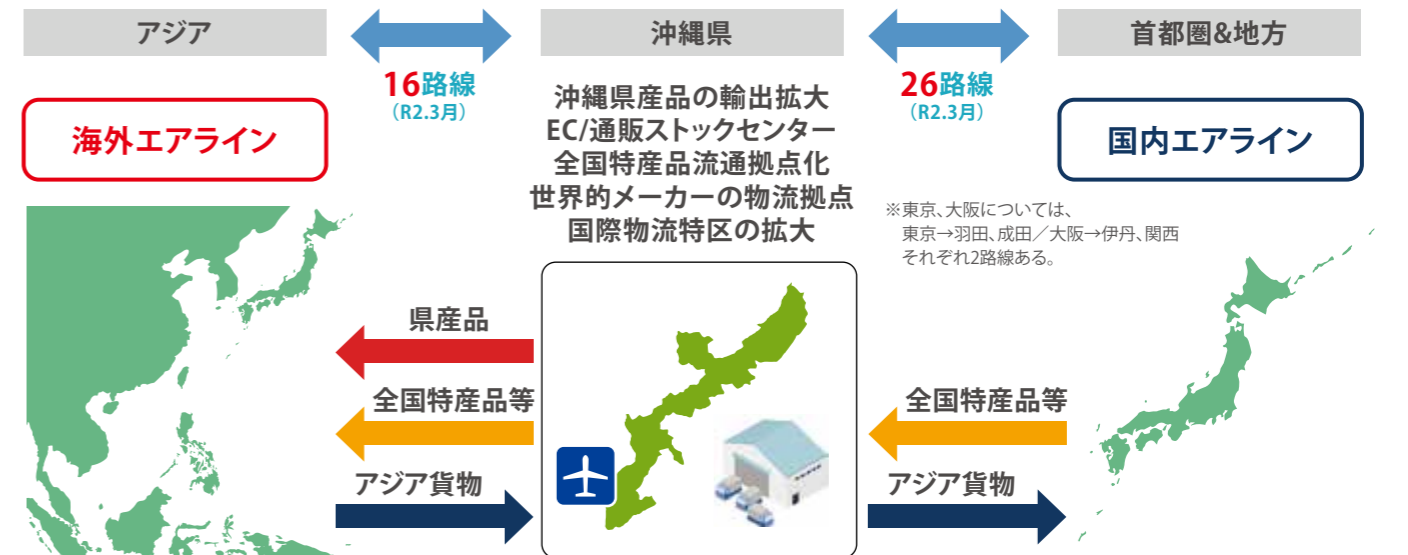 アジア
沖縄県
首都圏&地方
16路線
(R2.3月)
26路線
(R2.3月)
海外エアライン
沖縄県産品の輸出拡大
EC/通販ストックセンター
全国特産品流通拠点化
世界的メーカーの物流拠点
国際物流特区の拡大
国内エアライン
※東京、大阪については、
東京→羽田、成田／大阪→伊丹、関西
それぞれ2路線ある。
県産品
全国特産品等
アジア貨物
全国特産品等
アジア貨物